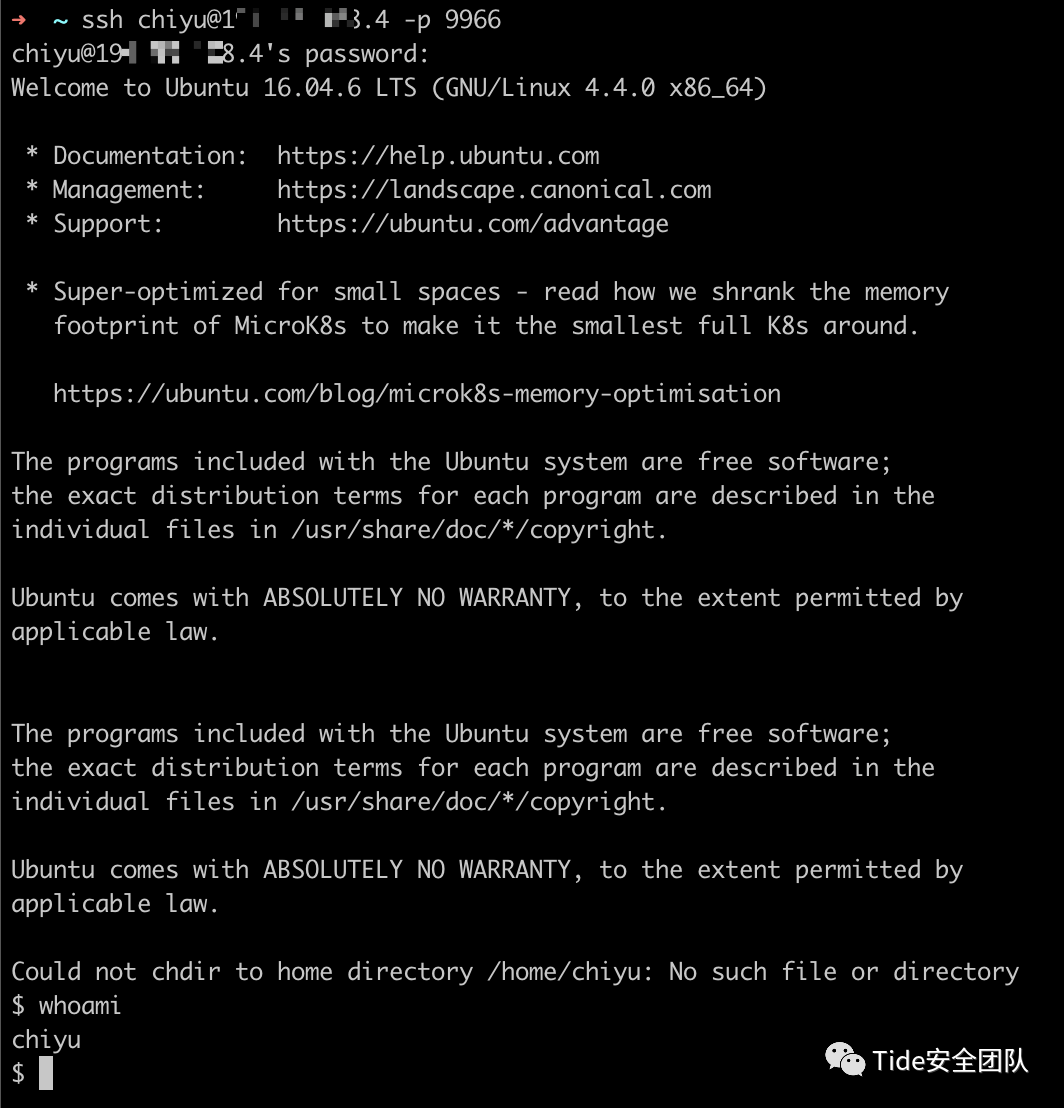 ➜ ~ ssh chiyu@1 8.4 -p 9966
chiyu@19 8.4's password:
Welcome to Ubuntu 16.04.6 LTS (GNU/Linux 4.4.0 x86_64)
* Documentation: https://help.ubuntu.com
* Management: https://landscape.canonical.com
* Support: https://ubuntu.com/advantage
* Super-optimized for small spaces - read how we shrank the memory
footprint of MicroK8s to make it the smallest full K8s around.
https://ubuntu.com/blog/microk8s-memory-optimisation
The programs included with the Ubuntu system are free software;
the exact distribution terms for each program are described in the
individual files in /usr/share/doc/*/copyright.
Ubuntu comes with ABSOLUTELY NO WARRANTY, to the extent permitted by
applicable law.
The programs included with the Ubuntu system are free software;
the exact distribution terms for each program are described in the
individual files in /usr/share/doc/*/copyright.
Ubuntu comes with ABSOLUTELY NO WARRANTY, to the extent permitted by
applicable law.
Could not chdir to home directory /home/chiyu: No such file or directory
$ whoami
chiyu
$
Tide安全团队